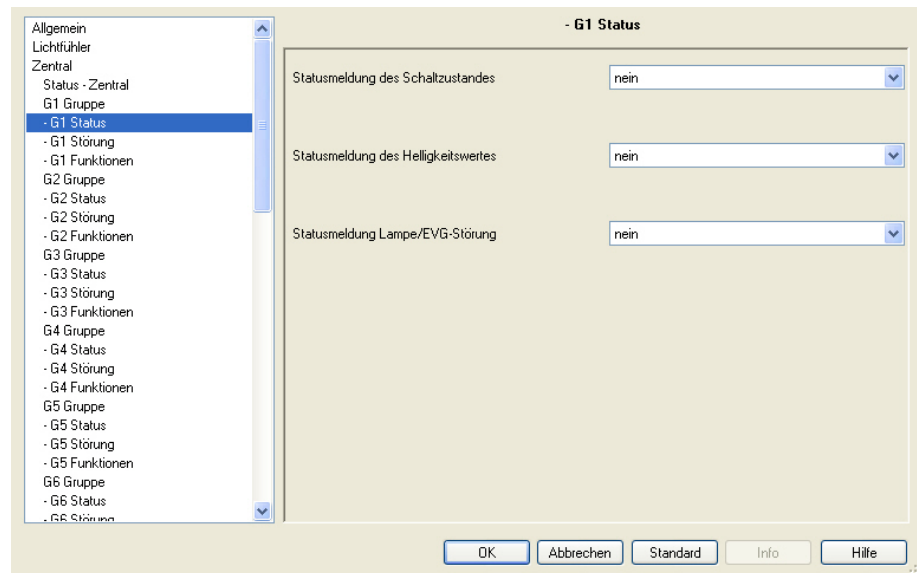 Allgemein
Lichtfühler
Zentral
Status - Zentral
G1 Gruppe
- G1 Status
- G1 Störung
- G1 Funktionen
G2 Gruppe
- G2 Status
- G2 Störung
- G2 Funktionen
G3 Gruppe
- G3 Status
- G3 Störung
- G3 Funktionen
G4 Gruppe
- G4 Status
- G4 Störung
- G4 Funktionen
G5 Gruppe
- G5 Status
- G5 Störung
- G5 Funktionen
G6 Gruppe
- G6 Status
- G6 Störung
- G1 Status
Statusmeldung des Schaltzustandes nein
Statusmeldung des Helligkeitswertes nein
Statusmeldung Lampe/EVG-Störung nein
OK Abbrechen Standard Info Hilfe